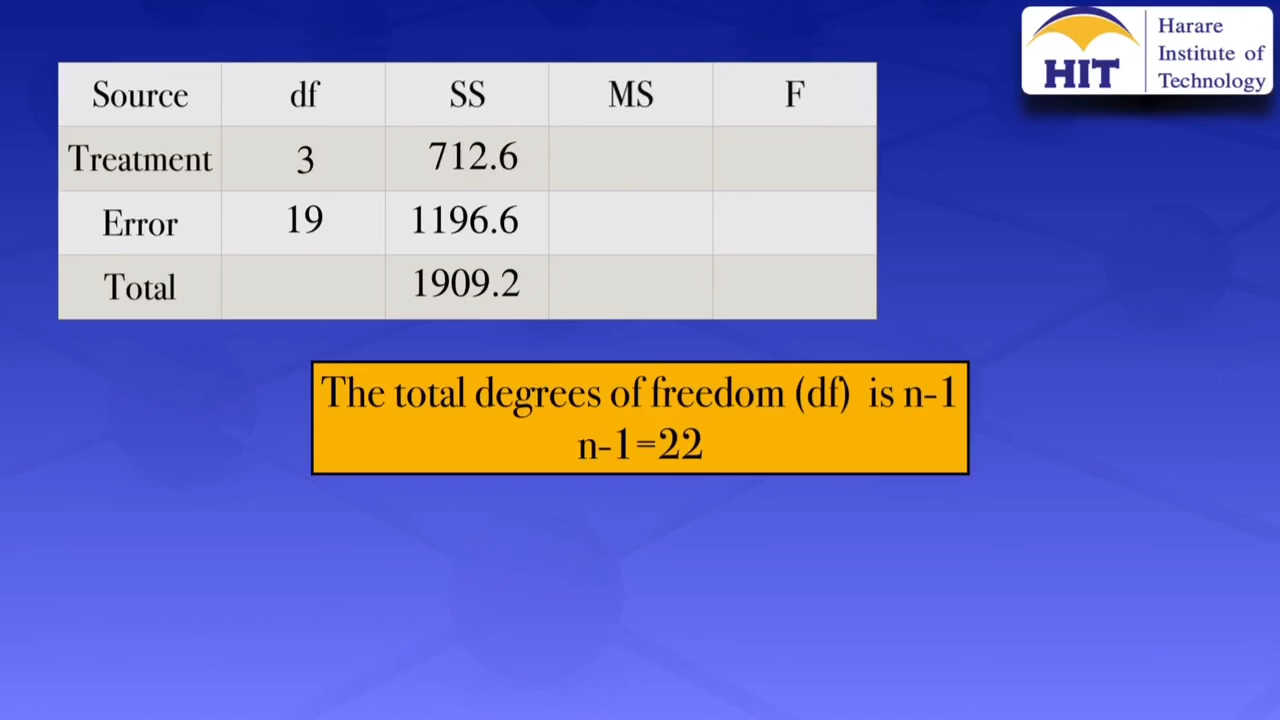 HIT
Harare
Institute of
Technology
Source df SS MS F
Treatment 3 712.6
Error 19 1196.6
Total 1909.2
The total degrees of freedom (df) is n-1
n-1=22